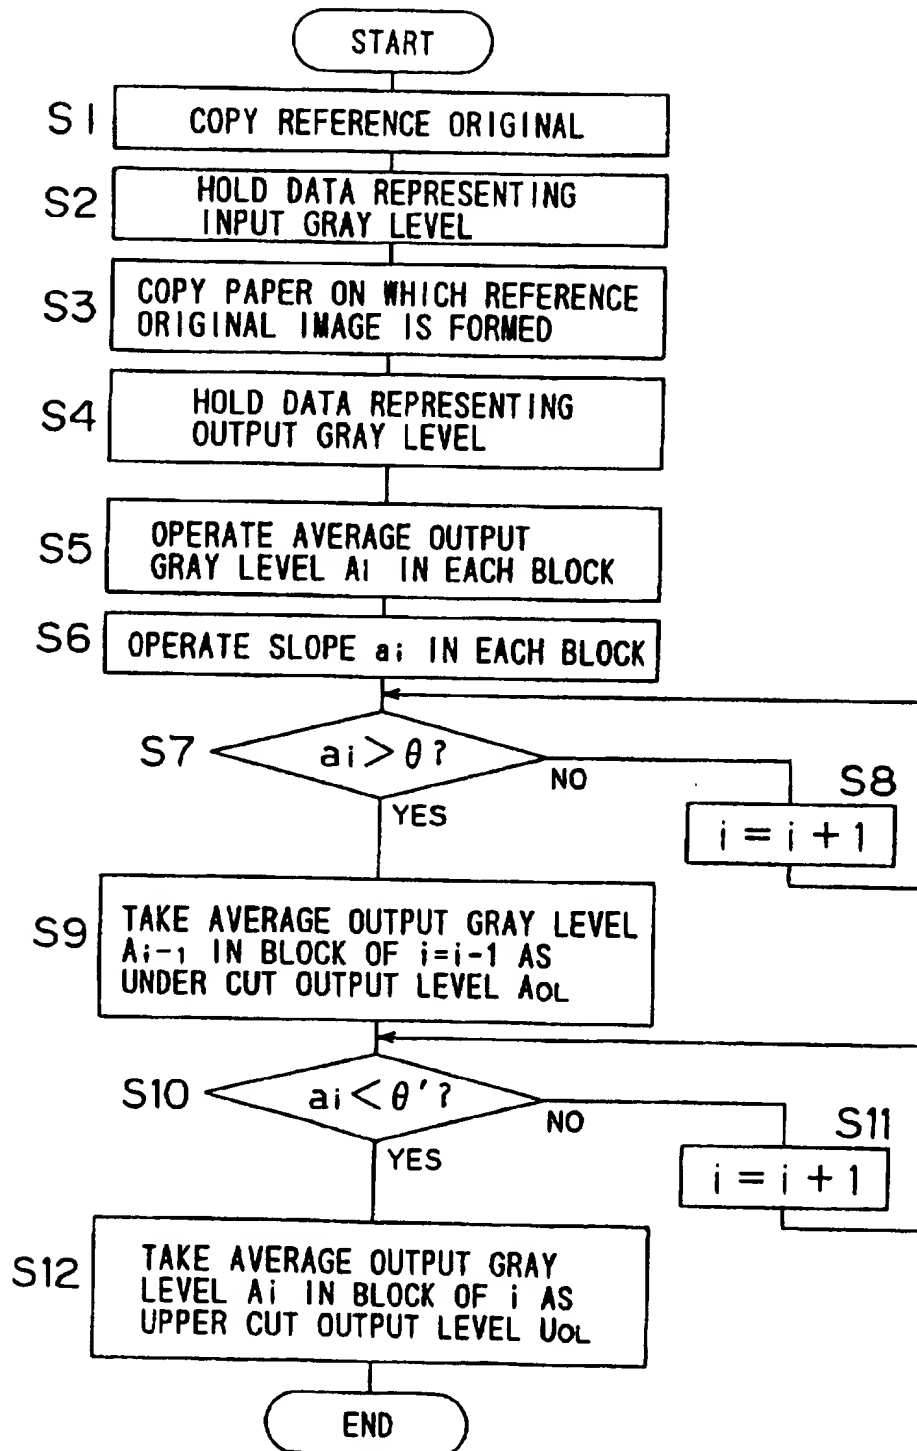 START
S1
COPY REFERENCE ORIGINAL
S2
HOLD DATA REPRESENTING
INPUT GRAY LEVEL
S3
COPY PAPER ON WHICH REFERENCE
ORIGINAL IMAGE IS FORMED
S4
HOLD DATA REPRESENTING
OUTPUT GRAY LEVEL
S5
OPERATE AVERAGE OUTPUT
GRAY LEVEL Ai IN EACH BLOCK
S6
OPERATE SLOPE ai IN EACH BLOCK
S7
ai > θ ?
NO
YES
S8
i = i + 1
S9
TAKE AVERAGE OUTPUT GRAY LEVEL
Ai-1 IN BLOCK OF i=i-1 AS
UNDER CUT OUTPUT LEVEL AOL
S10
ai < θ' ?
NO
YES
S11
i = i + 1
S12
TAKE AVERAGE OUTPUT GRAY
LEVEL Ai IN BLOCK OF i AS
UPPER CUT OUTPUT LEVEL UOL
END